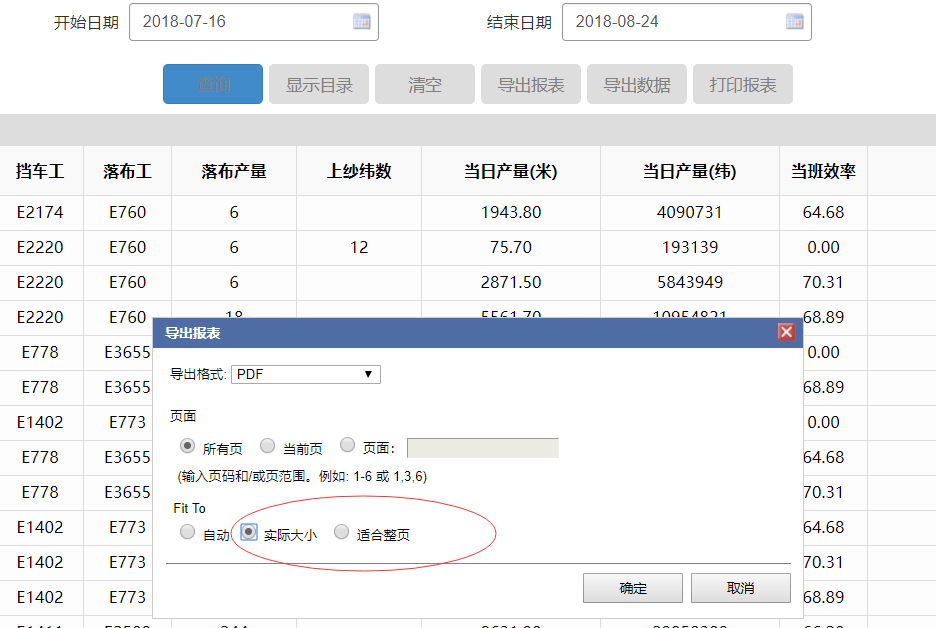 开始日期 2018-07-16 结束日期 2018-08-24
查询 显示目录 清空 导出报表 导出数据 打印报表
挡车工 落布工 落布产量 上纱纬数 当日产量(米) 当日产量(纬) 当班效率
E2174 E760 6 1943.80 4090731 64.68
E2220 E760 6 12 75.70 193139 0.00
E2220 E760 6 2871.50 5843949 70.31
E2220 E760 18 5561.70 10954821 68.89
导出报表
E778 E3655 0.00
导出格式: PDF
E778 E3655 68.89
页面
E1402 E773 0.00
所有页 当前页 页面:
E778 E3655 64.68
(输入页码和/或页范围。例如: 1-6 或 1,3,6)
E778 E3655 70.31
Fit To
E1402 E773 64.68
自动 实际大小 适合整页
E1402 E773 70.31
确定 取消
E1402 E773 68.89